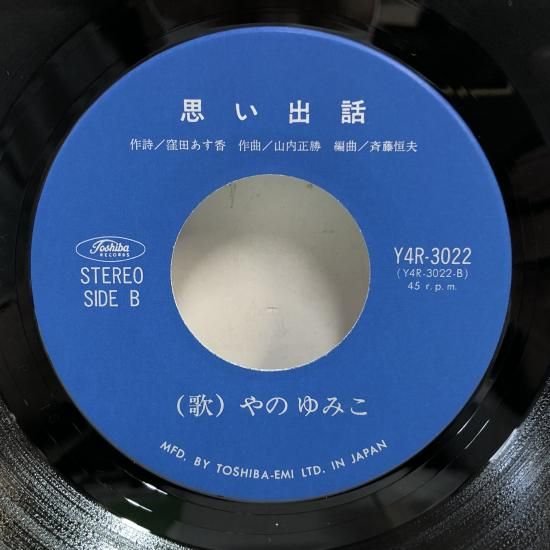 思い出話
作詩／窪田あす香 作曲／山内正勝 編曲／斉藤恒夫
Toshiba
RECORDS
STEREO
SIDE B
Y4R-3022
(Y4R-3022-B)
45 r.p.m.
(歌) やのゆみこ
MFD. BY TOSHIBA-EMI LTD. IN JAPAN